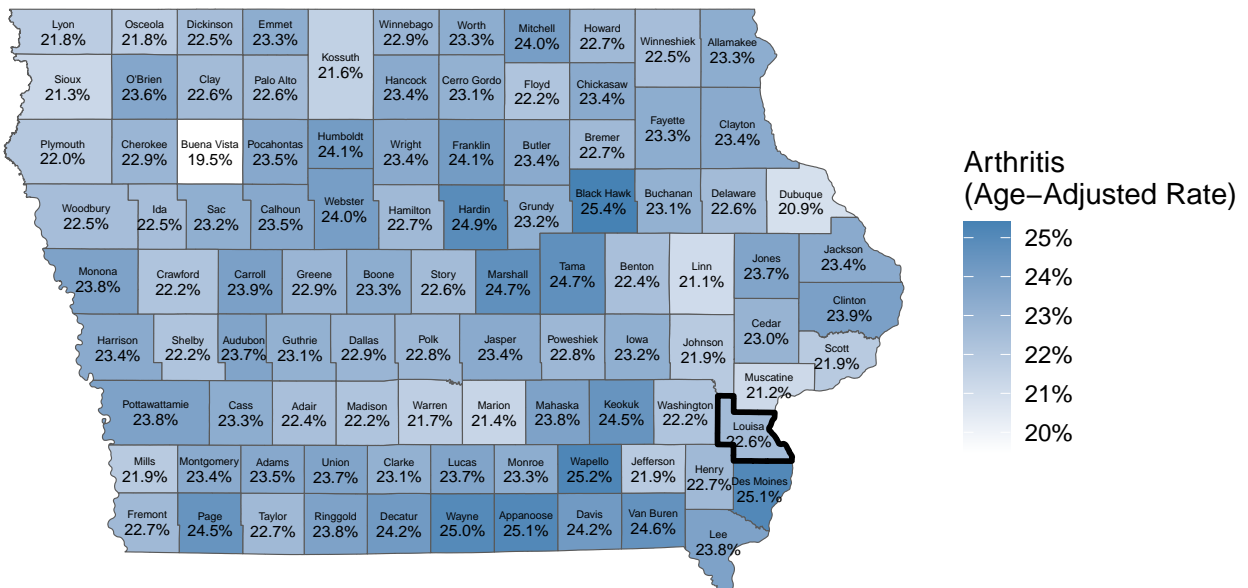 Lyon
21.8%
Osceola
21.8%
Dickinson
22.5%
Emmet
23.3%
Kossuth
21.6%
Winnebago
22.9%
Worth
23.3%
Mitchell
24.0%
Howard
22.7%
Winneshiek
22.5%
Allamakee
23.3%
Sioux
21.3%
O'Brien
23.6%
Clay
22.6%
Palo Alto
22.6%
Hancock
23.4%
Cerro Gordo
23.1%
Floyd
22.2%
Chickasaw
23.4%
Fayette
23.3%
Clayton
23.4%
Plymouth
22.0%
Cherokee
22.9%
Buena Vista
19.5%
Pocahontas
23.5%
Humboldt
24.1%
Wright
23.4%
Franklin
24.1%
Butler
23.4%
Bremer
22.7%
Woodbury
22.5%
Ida
22.5%
Sac
23.2%
Calhoun
23.5%
Webster
24.0%
Hamilton
22.7%
Hardin
24.9%
Grundy
23.2%
Black Hawk
25.4%
Buchanan
23.1%
Delaware
22.6%
Dubuque
20.9%
Monona
23.8%
Crawford
22.2%
Carroll
23.9%
Greene
22.9%
Boone
23.3%
Story
22.6%
Marshall
24.7%
Tama
24.7%
Benton
22.4%
Linn
21.1%
Jones
23.7%
Jackson
23.4%
Clinton
23.9%
Harrison
23.4%
Shelby
22.2%
Audubon
23.7%
Guthrie
23.1%
Dallas
22.9%
Polk
22.8%
Jasper
23.4%
Poweshiek
22.8%
Iowa
23.2%
Johnson
21.9%
Cedar
23.0%
Scott
21.9%
Muscatine
21.2%
Pottawattamie
23.8%
Cass
23.3%
Adair
22.4%
Madison
22.2%
Warren
21.7%
Marion
21.4%
Mahaska
23.8%
Keokuk
24.5%
Washington
22.2%
Louisa
22.6%
Mills
21.9%
Montgomery
23.4%
Adams
23.5%
Union
23.7%
Clarke
23.1%
Lucas
23.7%
Monroe
23.3%
Wapello
25.2%
Jefferson
21.9%
Henry
22.7%
Des Moines
25.1%
Fremont
22.7%
Page
24.5%
Taylor
22.7%
Ringgold
23.8%
Decatur
24.2%
Wayne
25.0%
Appanoose
25.1%
Davis
24.2%
Van Buren
24.6%
Lee
23.8%
Arthritis
(Age−Adjusted Rate)
25%
24%
23%
22%
21%
20%